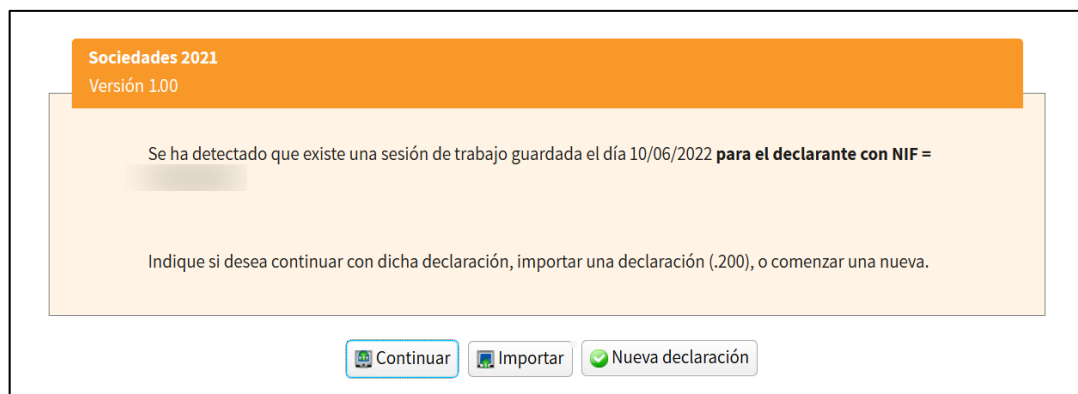 Sociedades 2021
Versión 1.00
Se ha detectado que existe una sesión de trabajo guardada el día 10/06/2022 para el declarante con NIF =
Indique si desea continuar con dicha declaración, importar una declaración (.200), o comenzar una nueva.
Continuar Importar Nueva declaración